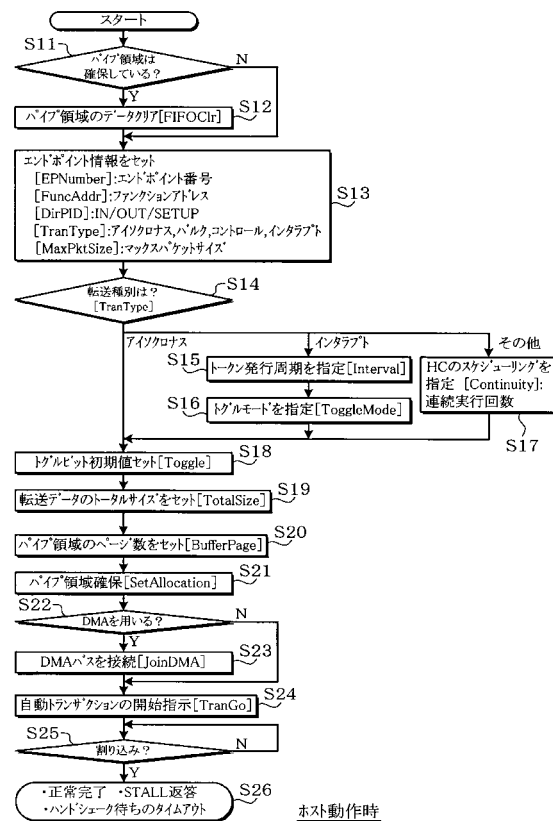 スタート
S11
パイプ領域は
確保している?
N
Y
パイプ領域のデータクリア[FIFOClr]
S12
エンドポイント情報をセット
[EPNumber]:エンドポイント番号
[FuncAddr]:ファンクションアドレス
[DirPID]:IN/OUT/SETUP
[TranType]:アイソクロナス,バルク,コントロール,インタラプト
[MaxPktSize]:マックスパケットサイズ
S13
転送種別は?
[TranType]
S14
アイソクロナス
インタラプト
その他
S15
トークン発行周期を指定[Interval]
S16
トグルモードを指定[ToggleMode]
HCのスケジューリングを
指定 [Continuity]:
連続実行回数
S17
トグルビット初期値セット[Toggle]
S18
転送データのトータルサイズをセット[TotalSize]
S19
パイプ領域のページ数をセット[BufferPage]
S20
パイプ領域確保[SetAllocation]
S21
S22
DMAを用いる?
N
Y
DMAバスを接続[JoinDMA]
S23
自動トランザクションの開始指示[TranGo]
S24
S25
割り込み?
N
Y
・正常完了 ・STALL返答
・ハンドシェーク待ちのタイムアウト
S26
ホスト動作時